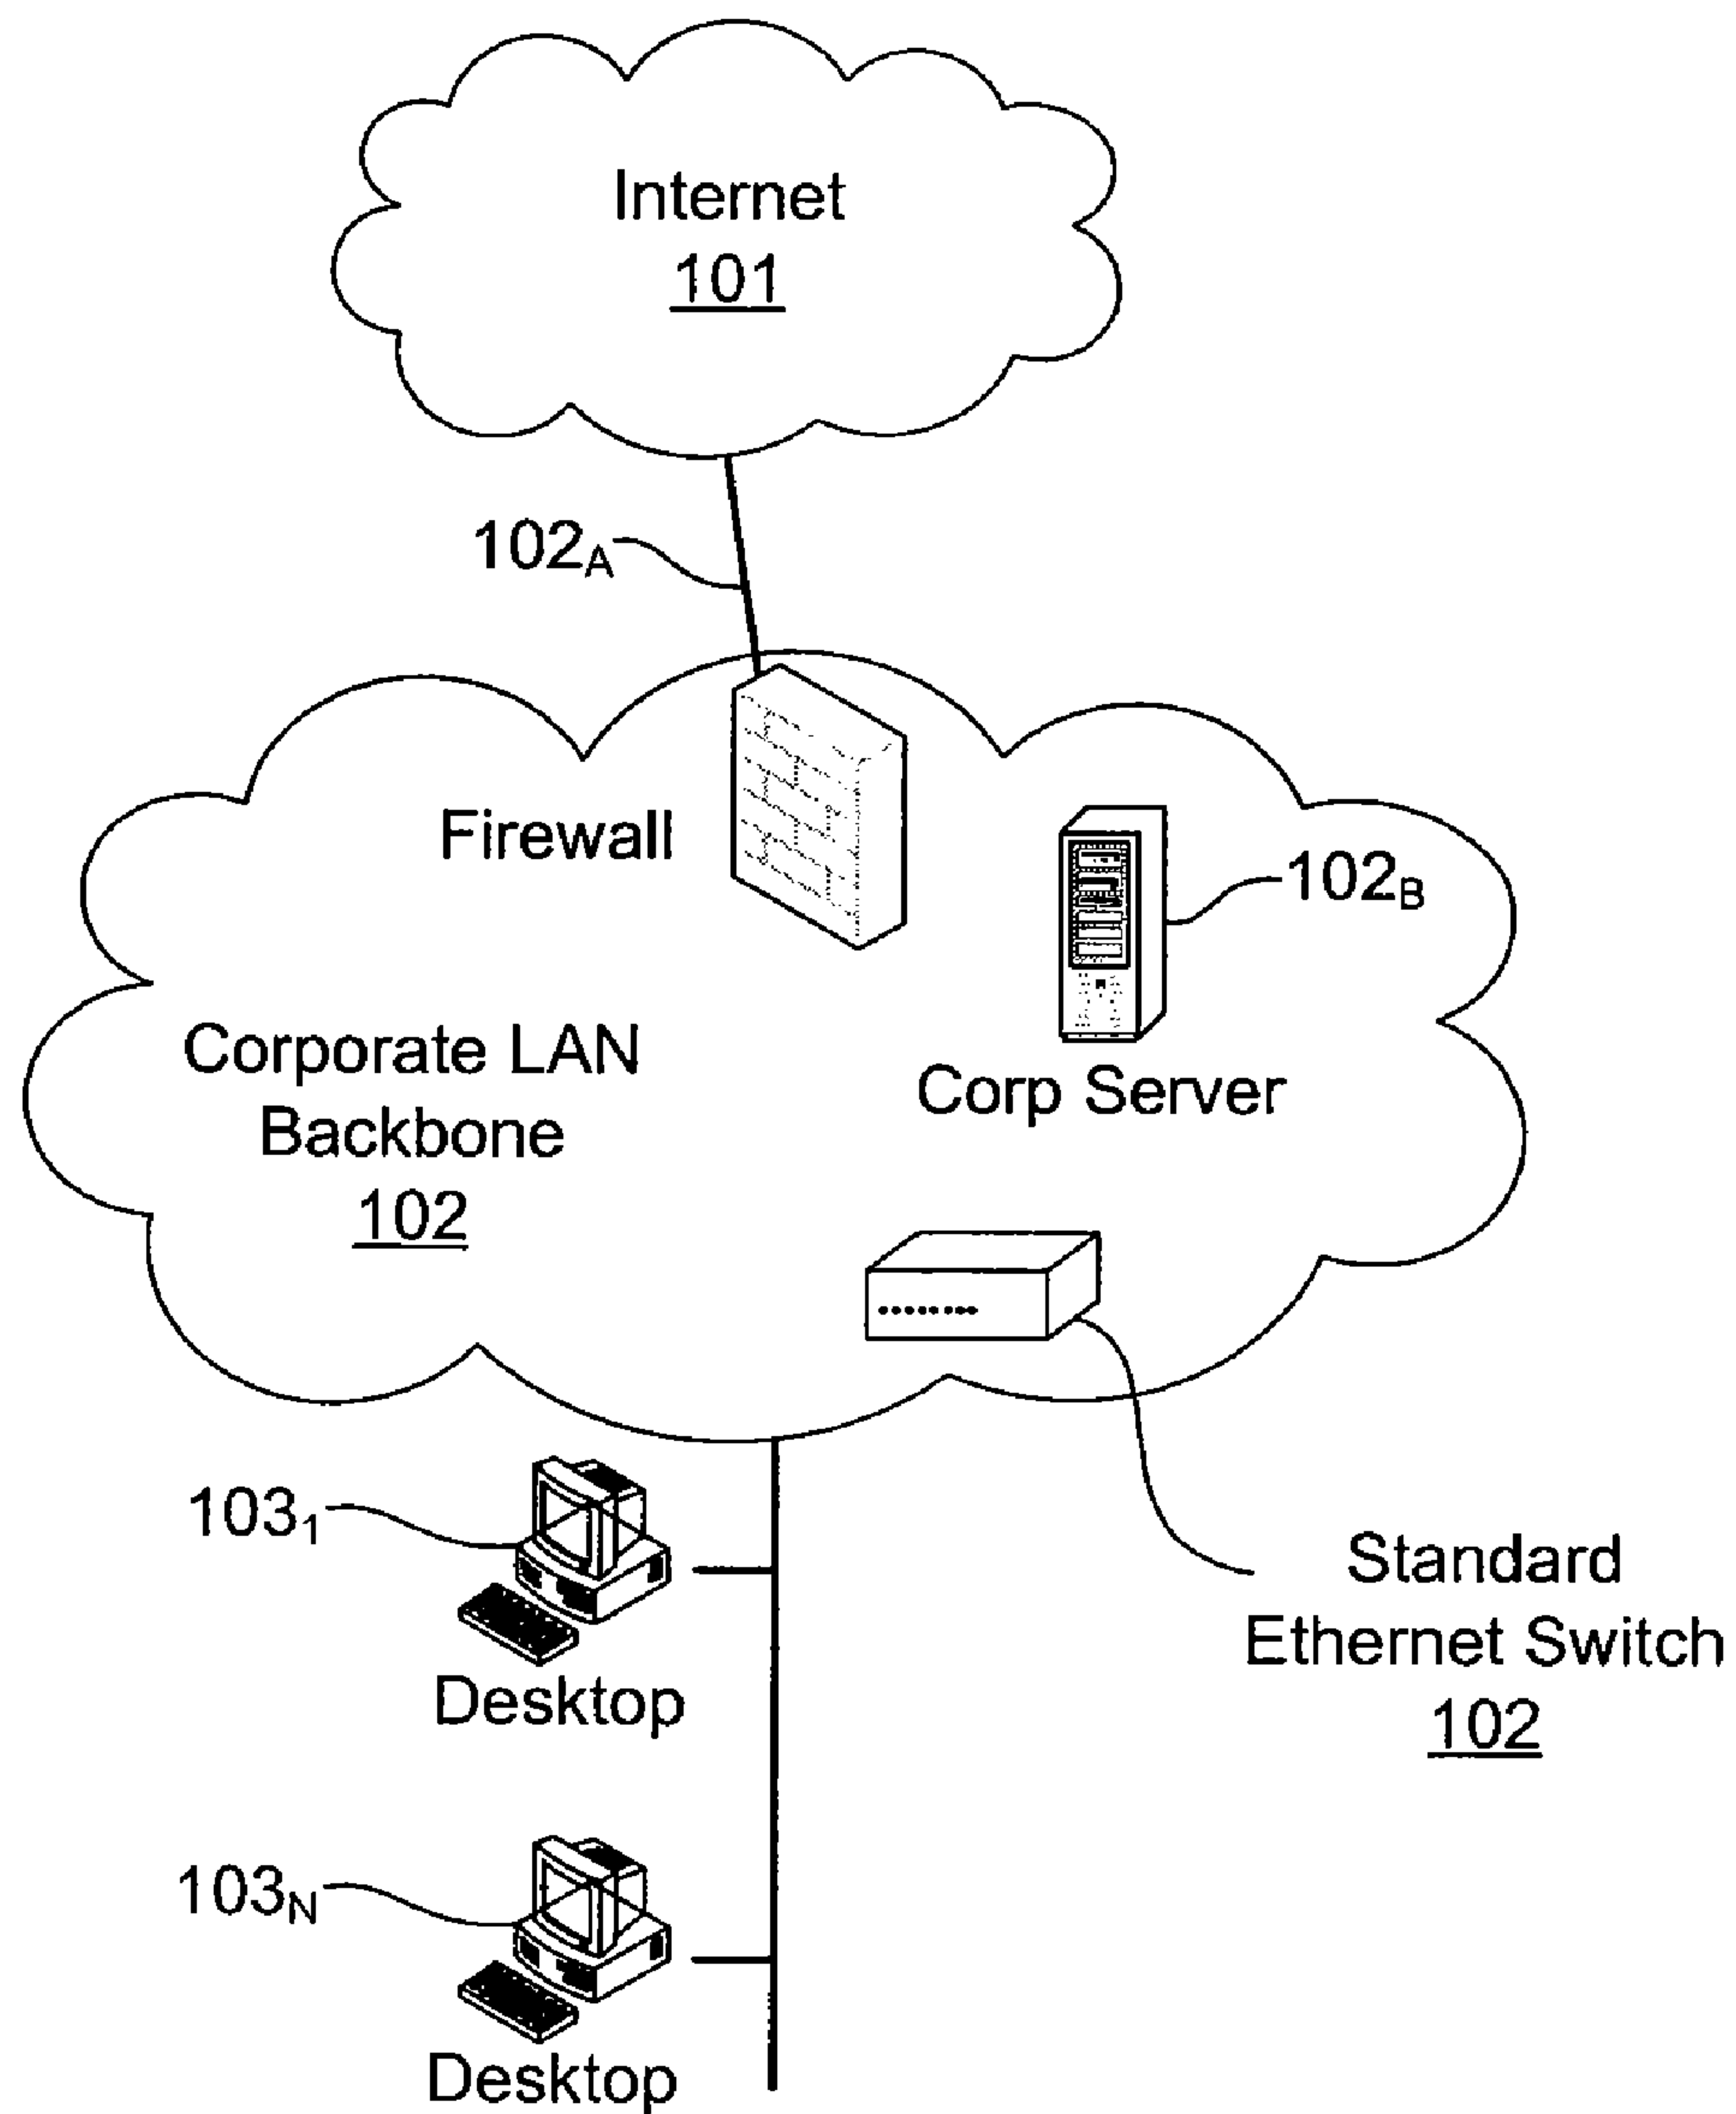 Internet
101
102A
Firewall
102B
Corporate LAN
Backbone
102
Corp Server
1031
Desktop
Standard
Ethernet Switch
102
103N
Desktop